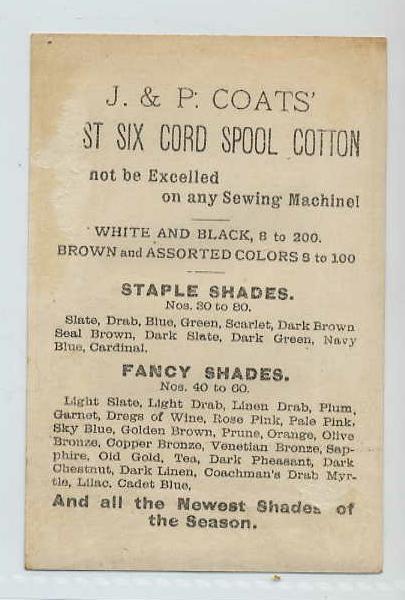 J. & P. COATS'
ST SIX CORD SPOOL COTTON
not be Excelled
on any Sewing Machine!
WHITE AND BLACK, 8 to 200.
BROWN and ASSORTED COLORS 8 to 100
STAPLE SHADES.
Nos. 30 to 80.
Slate, Drab, Blue, Green, Scarlet, Dark Brown
Seal Brown, Dark Slate, Dark Green, Navy
Blue, Cardinal.
FANCY SHADES.
Nos. 40 to 60.
Light Slate, Light Drab, Linen Drab, Plum,
Garnet, Dregs of Wine, Rose Pink, Pale Pink,
Sky Blue, Golden Brown, Prune, Orange, Olive
Bronze, Copper Bronze, Venetian Bronze, Sap-
phire, Old Gold, Tea, Dark Pheasant, Dark
Chestnut, Dark Linen, Coachman's Drab Myr-
tle, Lilac, Cadet Blue,
And all the Newest Shades of
the Season.